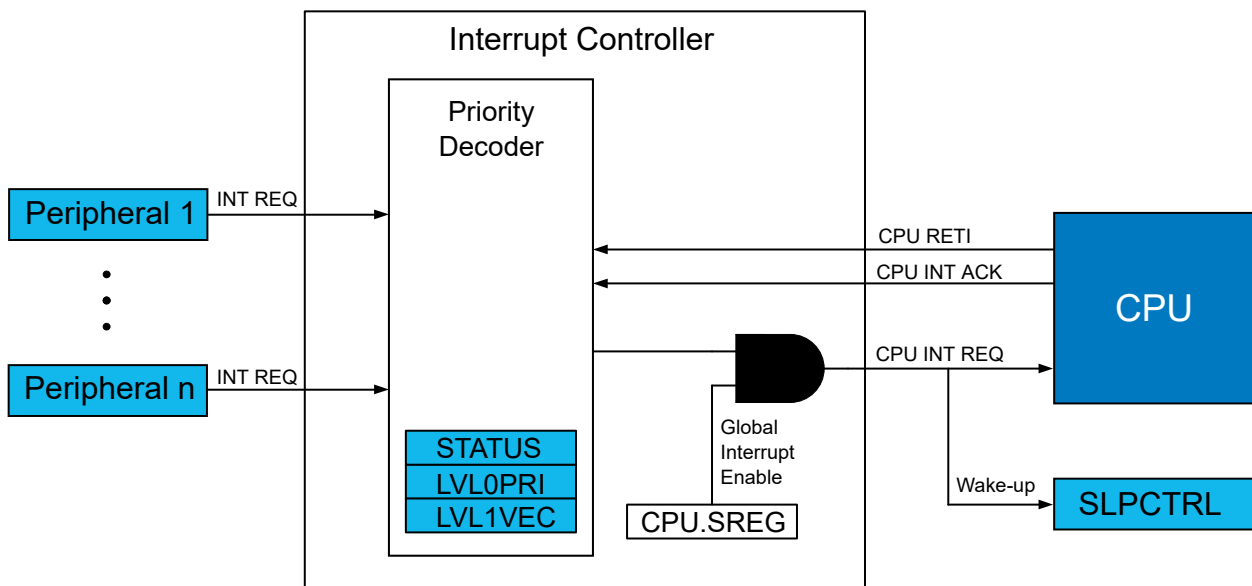 Interrupt Controller
Priority
Decoder
Peripheral 1
INT REQ
Peripheral n
INT REQ
STATUS
LVL0PRI
LVL1VEC
CPU RETI
CPU INT ACK
CPU INT REQ
CPU
Global
Interrupt
Enable
CPU.SREG
Wake-up
SLPCTRL